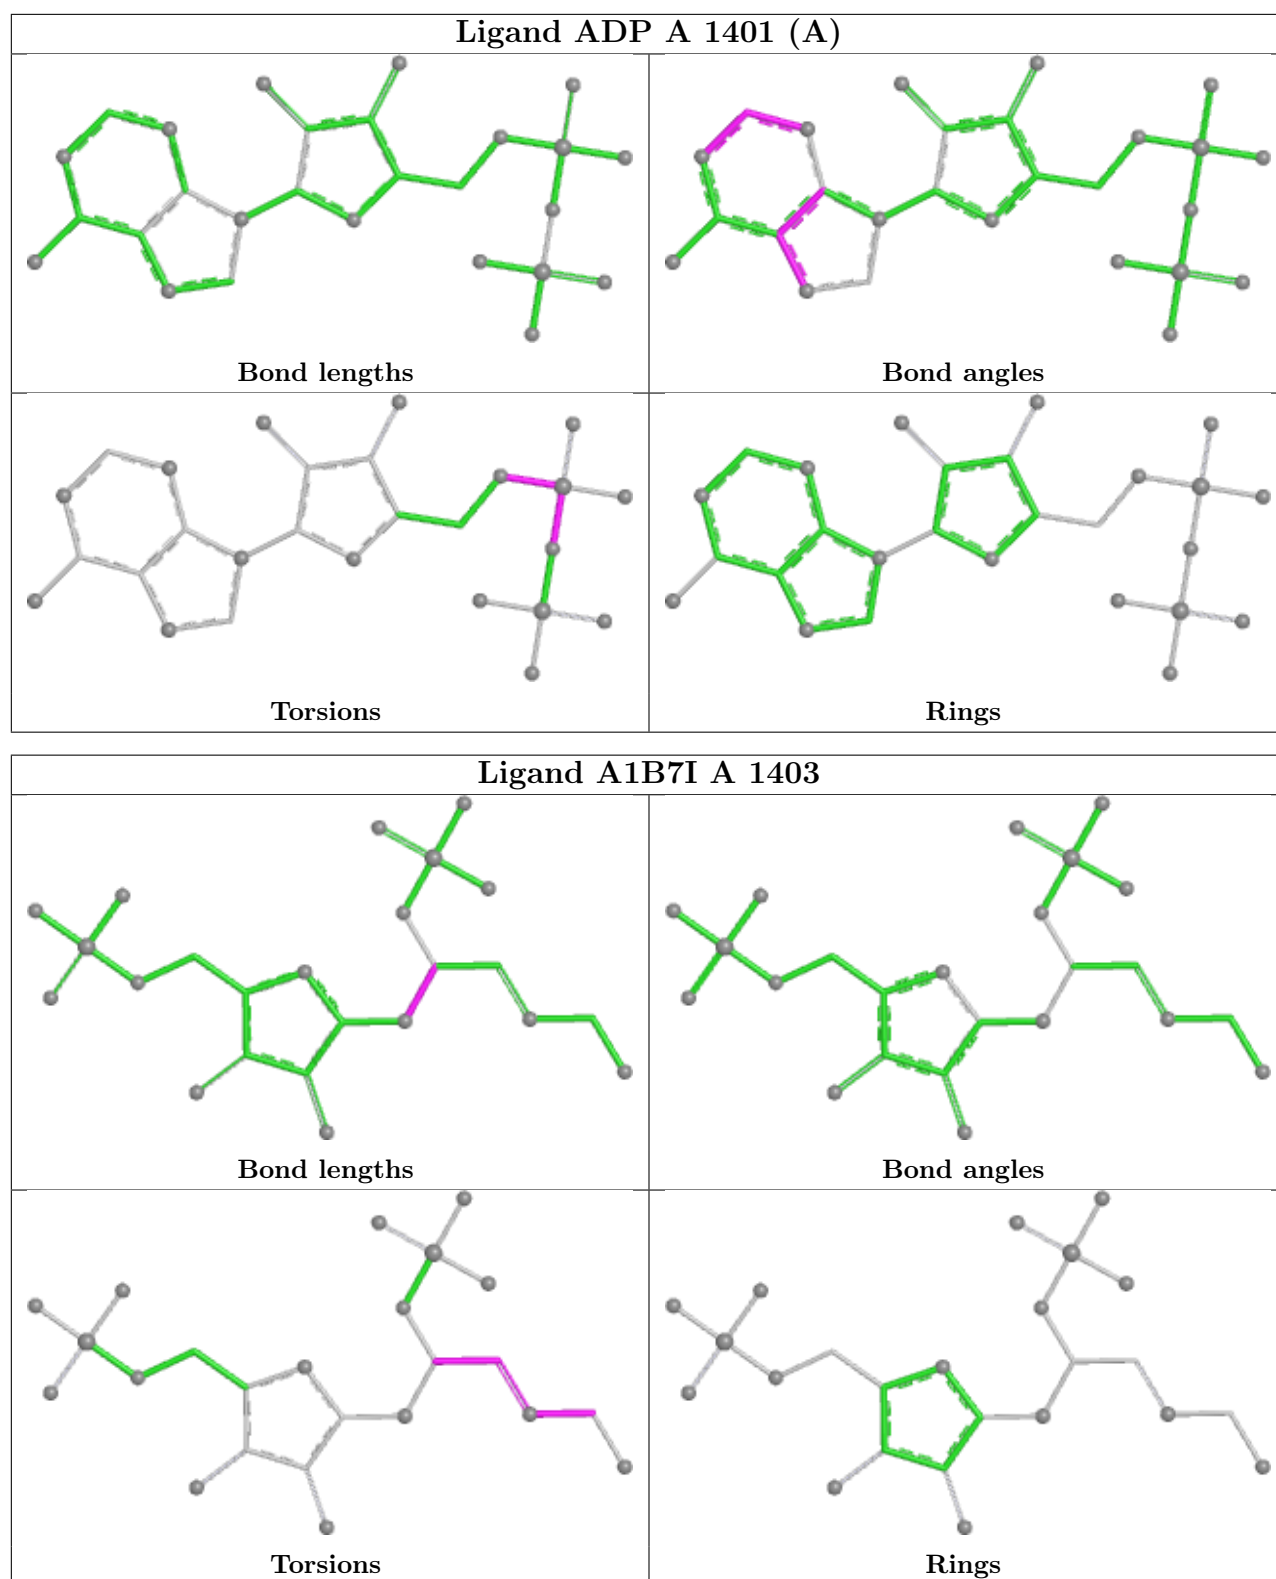 Ligand ADP A 1401 (A)
Bond lengths
Bond angles
Torsions
Rings
Ligand A1B7I A 1403
Bond lengths
Bond angles
Torsions
Rings